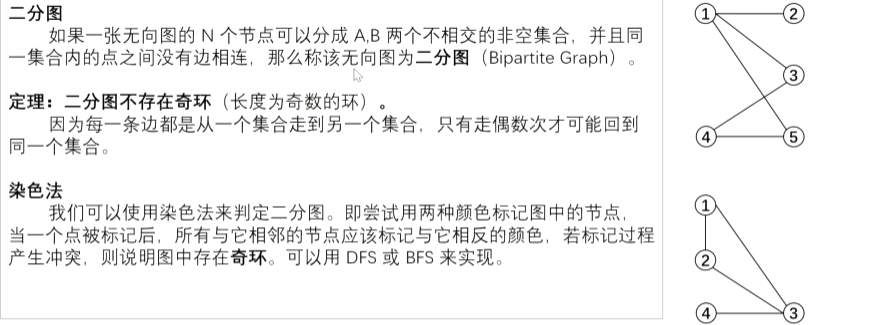 二分图
如果一张无向图的 N 个节点可以分成 A,B 两个不相交的非空集合，并且同
一集合内的点之间没有边相连，那么称该无向图为二分图（Bipartite Graph）。
定理：二分图不存在奇环（长度为奇数的环）。
因为每一条边都是从一个集合走到另一个集合，只有走偶数次才可能回到
同一个集合。
染色法
我们可以使用染色法来判定二分图。即尝试用两种颜色标记图中的节点，
当一个点被标记后，所有与它相邻的节点应该标记与它相反的颜色，若标记过程
产生冲突，则说明图中存在奇环。可以用 DFS 或 BFS 来实现。
1 2
3
4 5
1
2
4 3